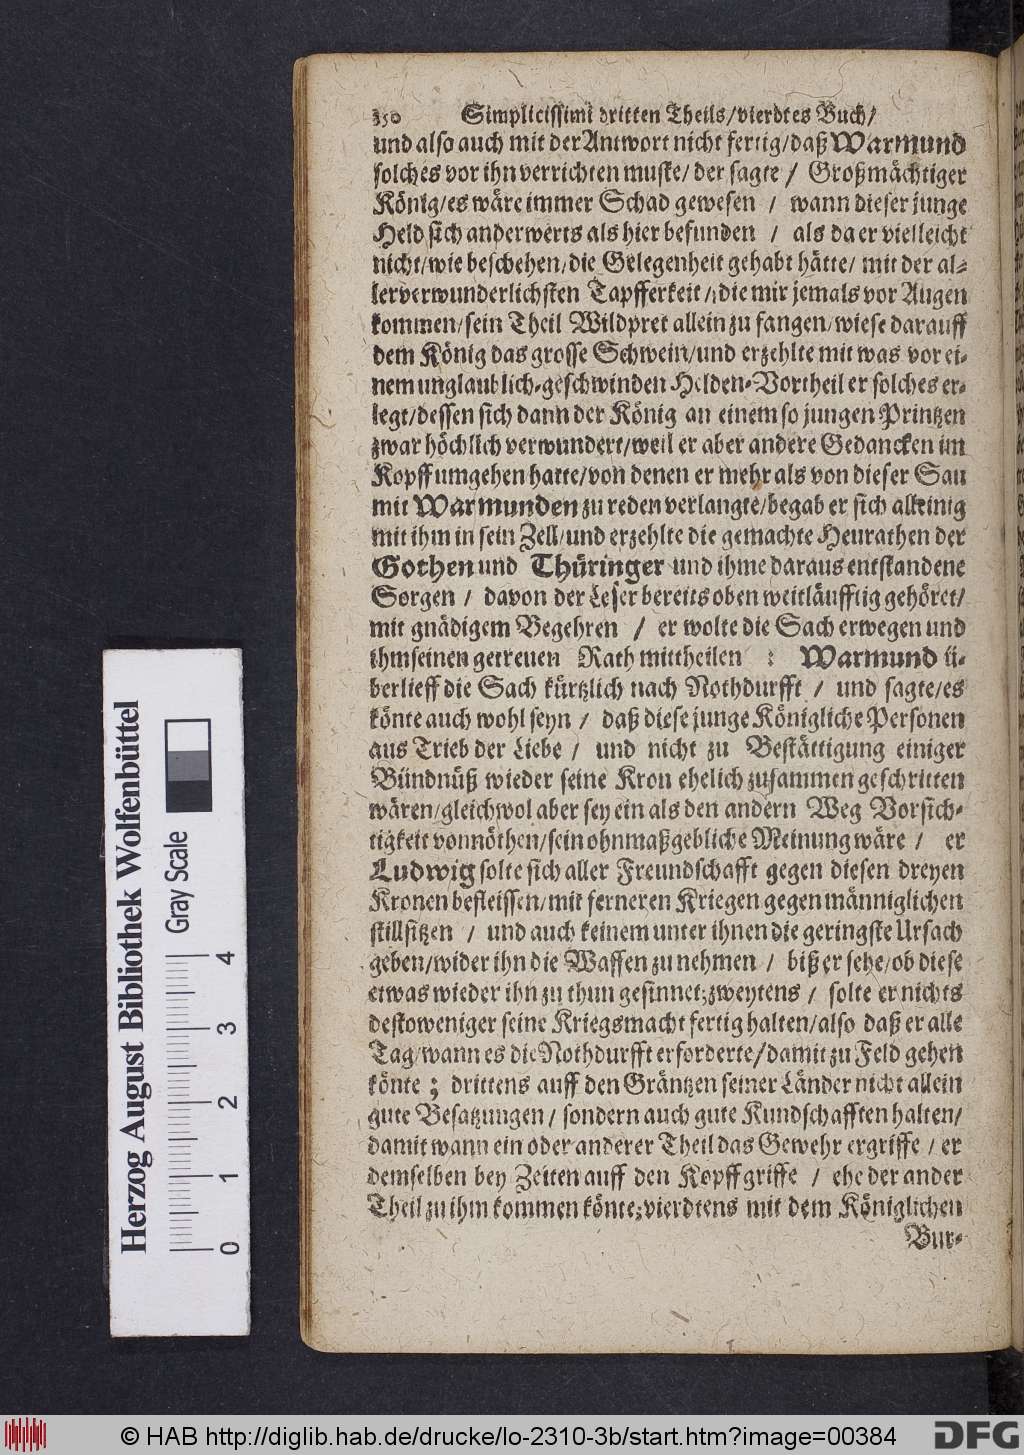 350 Simplicissimi dritten Theils/vierdtes Buch/
und also auch mit der Antwort nicht fertig/daß Warmund
solches vor ihn verrichten muste/ der sagte / Großmächtiger
König/es wäre immer Schad gewesen / wann dieser junge
Held sich anderwerts als hier befunden / als da er vielleicht
nicht/wie beschehen/die Gelegenheit gehabt hätte/ mit der al-
lerverwunderlichsten Tapfferkeit/die mir jemals vor Augen
kommen/sein Theil Wildpret allein zu fangen/wiese darauff
dem König das grosse Schwein/und erzehlte mit was vor ei-
nem unglaublich-geschwinden Helden-Vortheil er solches er-
legt/dessen sich dann der König an einem so jungen Printzen
zwar höchlich verwundert/weil er aber andere Gedancken im
Kopff umgehen hatte/von denen er mehr als von dieser Sau
mit Warmunden zu reden verlangte/begab er sich alleinig
mit ihm in sein Zell/und erzehlte die gemachte Heurathen der
Gothen und Thüringer und ihme daraus entstandene
Sorgen / davon der Leser bereits oben weitläufftig gehöret/
mit gnädigem Begehren / er wolte die Sach erwegen und
ihm seinen getreuen Rath mittheilen : Warmund ü-
berlieff die Sach kürtzlich nach Nothdurfft / und sagte/es
könte auch wohl seyn / daß diese junge Königliche Personen
aus Trieb der Liebe / und nicht zu Bestättigung einiger
Bündnüß wieder seine Kron ehelich zusammen geschritten
wären/gleichwol aber sey ein als den andern Weg Vorsich-
tigkeit vonnöthen/sein ohnmaßgebliche Meinung wäre / er
Ludwig solte sich aller Freundschafft gegen diesen dreyen
Kronen befleissen/mit ferneren Kriegen gegen männiglichen
stillsitzen / und auch keinem unter ihnen die geringste Ursach
geben/wider ihn die Waffen zu nehmen / biß er sehe/ob diese
etwas wieder ihn zu thun gesinnet;zweytens / solte er nichts
destoweniger seine Kriegsmacht fertig halten/also daß er alle
Tag/wann es die Nothdurfft erforderte/damit zu Feld gehen
könte ; drittens auff den Gräntzen seiner Länder nicht allein
gute Besatzungen/ sondern auch gute Kundschafften halten/
damit wann ein oder anderer Theil das Gewehr ergriffe / er
demselben bey Zeiten auff den Kopff griffe / ehe der ander
Theil zu ihm kommen könte;vierdtens mit dem Königlichen
Bur-
Herzog August Bibliothek Wolfenbüttel
Gray Scale
0 1 2 3 4
© HAB http://diglib.hab.de/drucke/lo-2310-3b/start.htm?image=00384
DFG